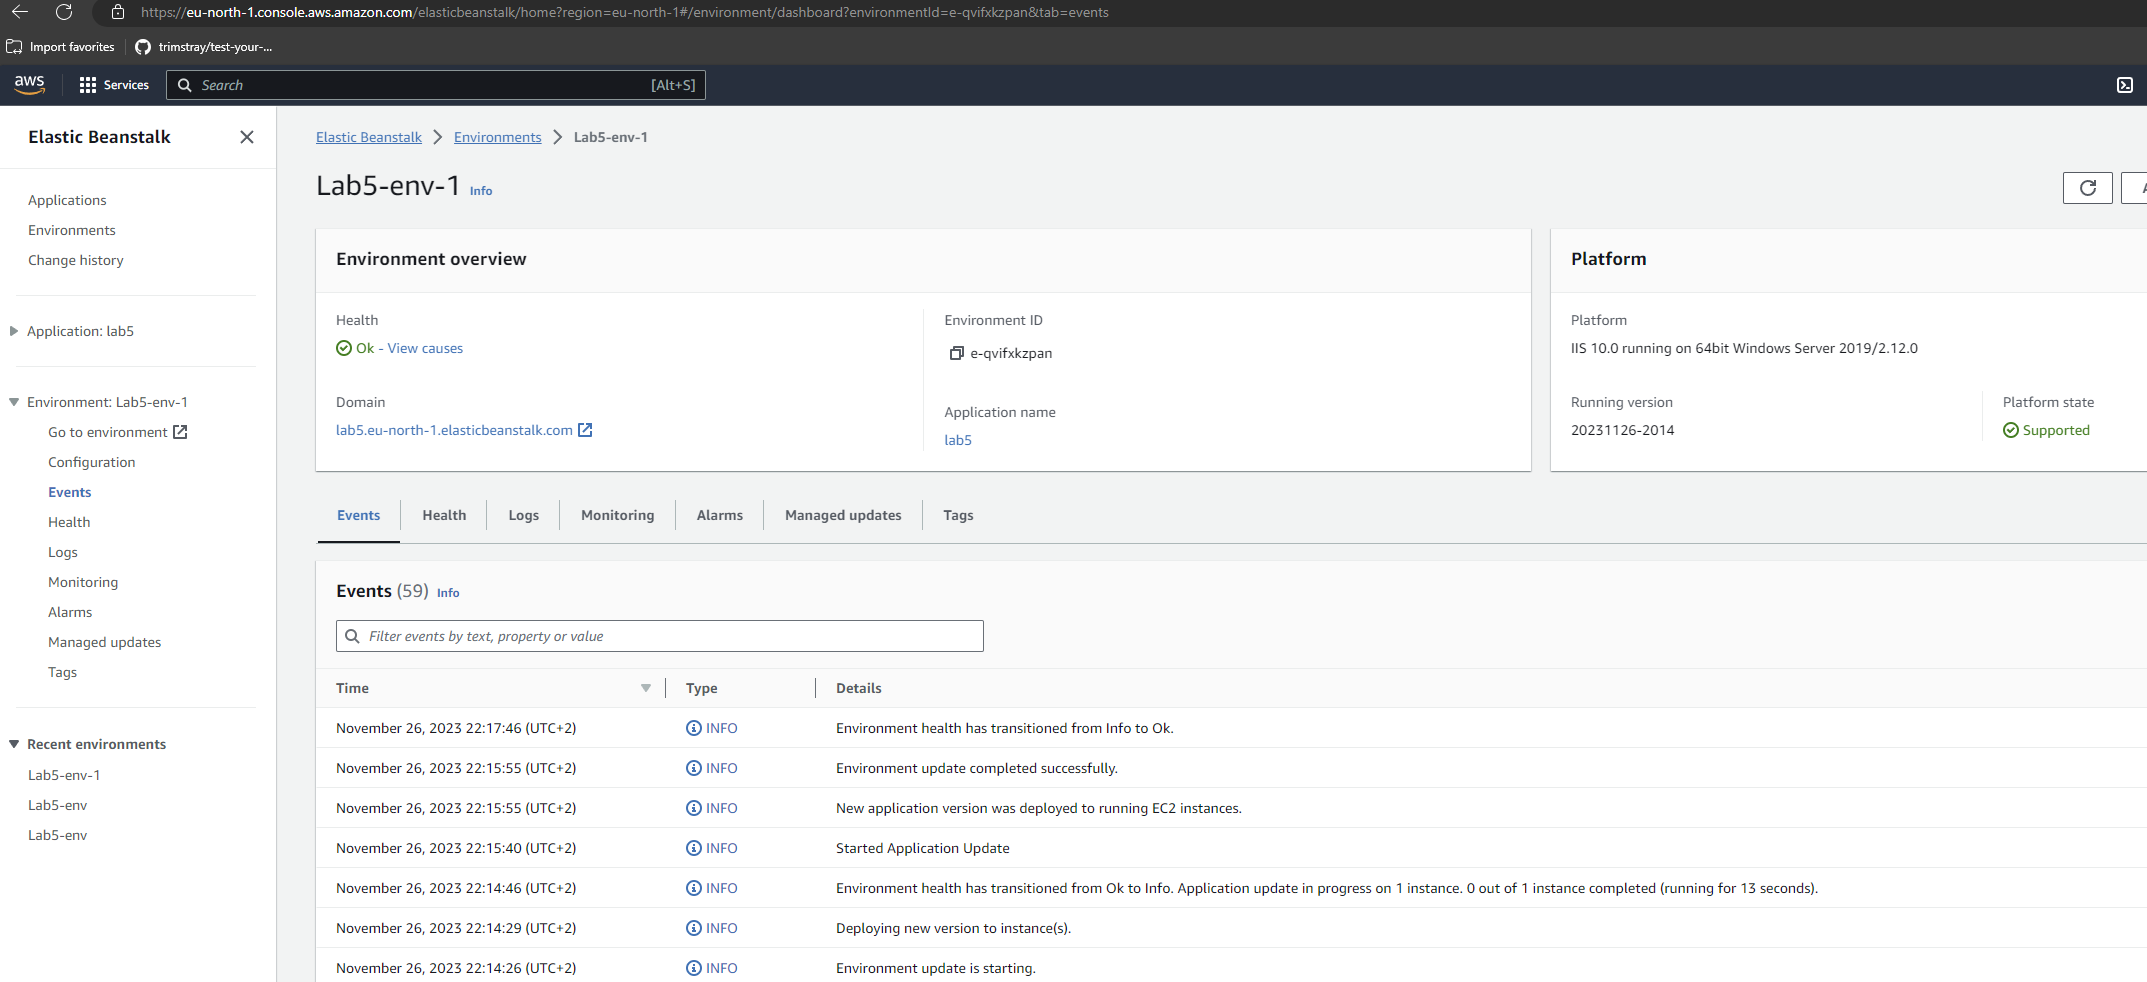 https://eu-north-1.console.aws.amazon.com/elasticbeanstalk/home?region=eu-north-1#/environment/dashboard?environmentId=e-qvifxkzpan&tab=events
Import favorites
trimstray/test-your-...
aws
Services
Search
[Alt+S]
Elastic Beanstalk
Applications
Environments
Change history
Application: lab5
Environment: Lab5-env-1
Go to environment
Configuration
Events
Health
Logs
Monitoring
Alarms
Managed updates
Tags
Recent environments
Lab5-env-1
Lab5-env
Lab5-env
Elastic Beanstalk > Environments > Lab5-env-1
Lab5-env-1 Info
Environment overview
Health
Ok - View causes
Environment ID
e-qvifxkzpan
Domain
lab5.eu-north-1.elasticbeanstalk.com
Application name
lab5
Platform
Platform
IIS 10.0 running on 64bit Windows Server 2019/2.12.0
Running version
20231126-2014
Platform state
Supported
Events Health Logs Monitoring Alarms Managed updates Tags
Events (59) Info
Filter events by text, property or value
Time Type Details
November 26, 2023 22:17:46 (UTC+2) INFO Environment health has transitioned from Info to Ok.
November 26, 2023 22:15:55 (UTC+2) INFO Environment update completed successfully.
November 26, 2023 22:15:55 (UTC+2) INFO New application version was deployed to running EC2 instances.
November 26, 2023 22:15:40 (UTC+2) INFO Started Application Update
November 26, 2023 22:14:46 (UTC+2) INFO Environment health has transitioned from Ok to Info. Application update in progress on 1 instance. 0 out of 1 instance completed (running for 13 seconds).
November 26, 2023 22:14:29 (UTC+2) INFO Deploying new version to instance(s).
November 26, 2023 22:14:26 (UTC+2) INFO Environment update is starting.